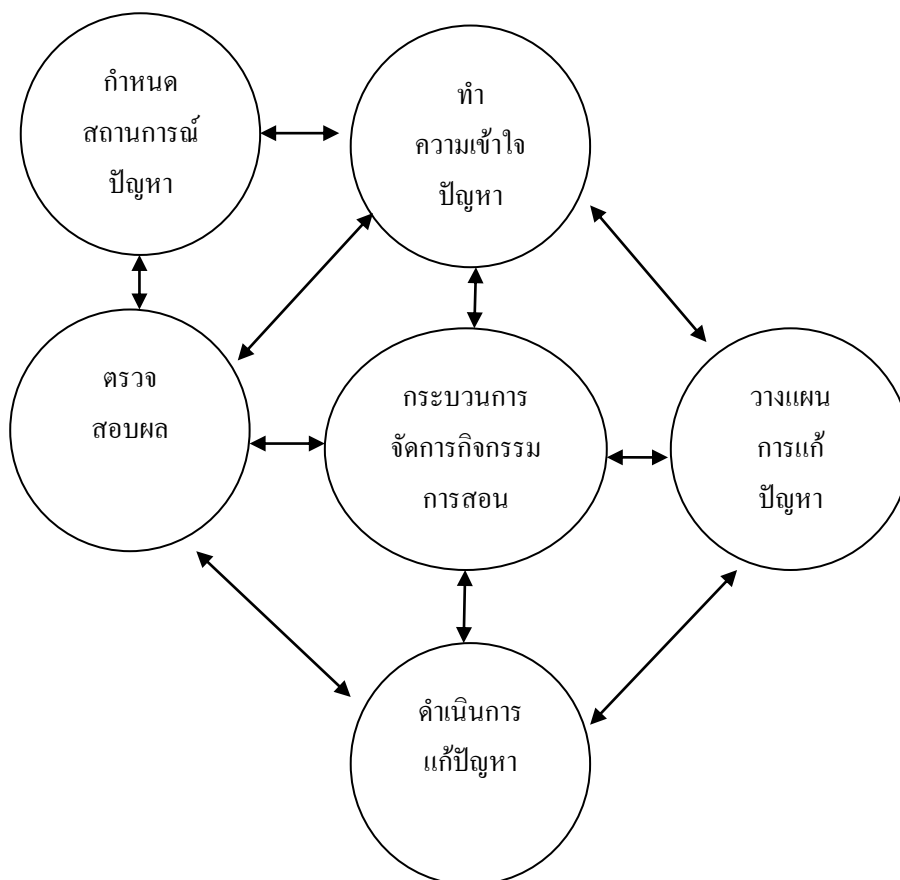 กำหนด
สถานการณ์
ปัญหา
ทำ
ความเข้าใจ
ปัญหา
ตรวจ
สอบผล
กระบวนการ
จัดการกิจกรรม
การสอน
วางแผน
การแก้
ปัญหา
ดำเนินการ
แก้ปัญหา